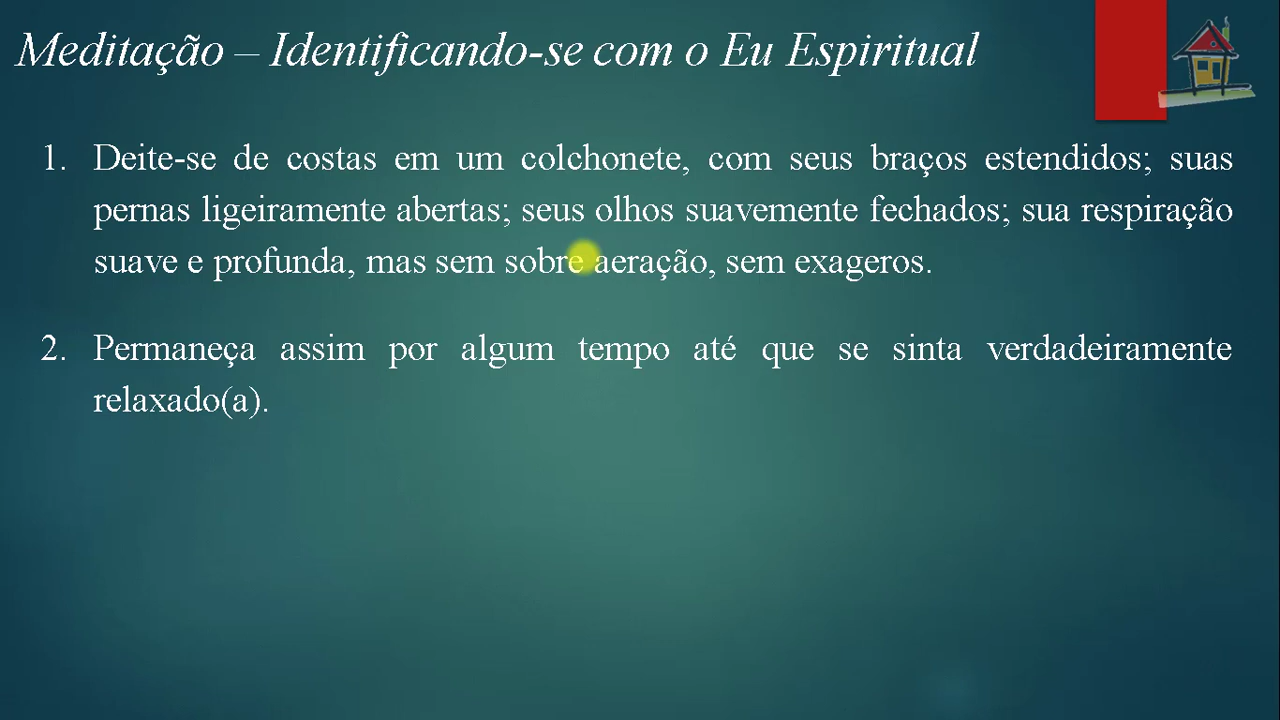 Meditação – Identificando-se com o Eu Espiritual
1. Deite-se de costas em um colchonete, com seus braços estendidos; suas
pernas ligeiramente abertas; seus olhos suavemente fechados; sua respiração
suave e profunda, mas sem sobre aeração, sem exageros.
2. Permaneça assim por algum tempo até que se sinta verdadeiramente
relaxado(a).